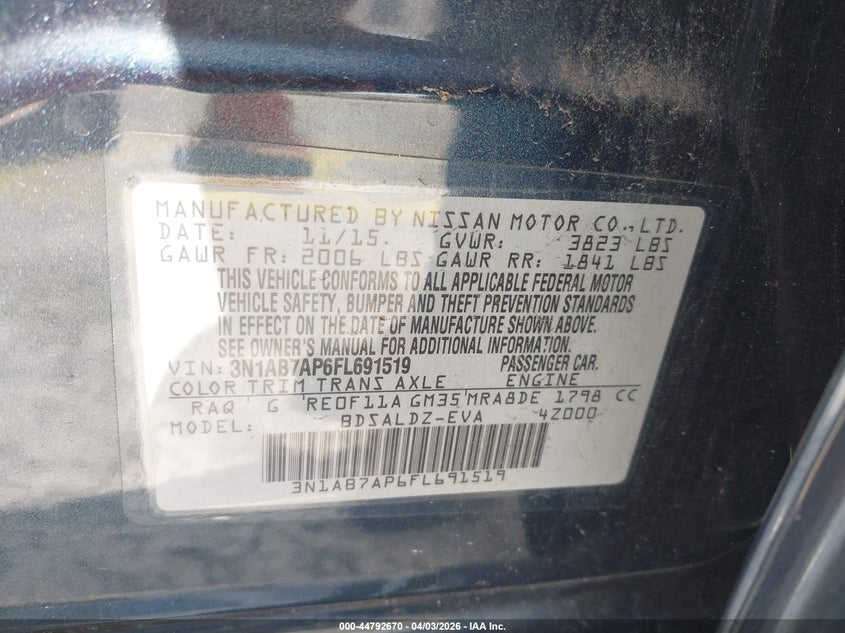 MANUFACTURED BY NISSAN MOTOR CO., LTD.
DATE: 11/15. GVWR: 3823 LBS
GAWR FR: 2006 LBS GAWR RR: 1841 LBS
THIS VEHICLE CONFORMS TO ALL APPLICABLE FEDERAL MOTOR
VEHICLE SAFETY, BUMPER AND THEFT PREVENTION STANDARDS
IN EFFECT ON THE DATE OF MANUFACTURE SHOWN ABOVE.
SEE OWNER'S MANUAL FOR ADDITIONAL INFORMATION.
VIN: 3N1AB7AP6FL691519 PASSENGER CAR.
COLOR TRIM TRANS AXLE ENGINE
RAQ G RE0F11A GM35 MRA8DE 1798 CC
MODEL: BDSALDZ-EVA 42000
3N1AB7AP6FL691519
000-44792670 04/03/2026 - IAA Inc.